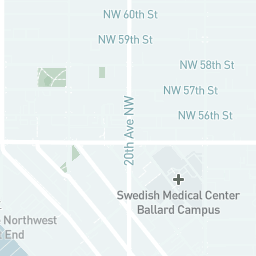 NW 60th St
NW 59th St
NW 58th St
NW 57th St
NW 56th St
20th Ave NW
Swedish Medical Center
Ballard Campus
Northwest
End